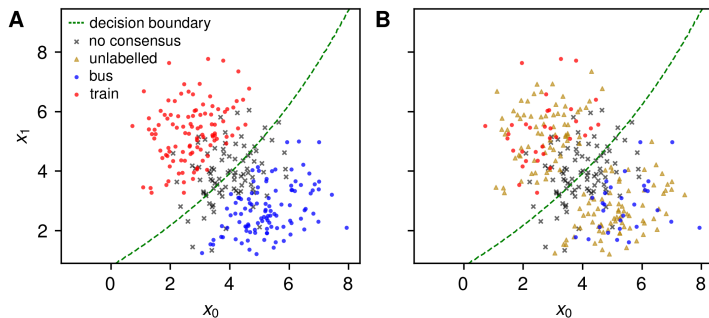 A
decision boundary
no consensus
unlabelled
bus
train
8
6
4
2
x₁
0
2
4
6
8
x₀
B
0
2
4
6
8
x₀